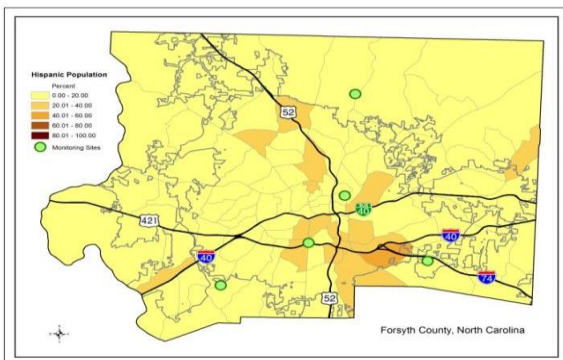 Hispanic Population
Percent
0.00 - 20.00
20.01 - 40.00
40.01 - 60.00
60.01 - 80.00
80.01 - 100.00
Monitoring Sites
52
421
40
40
40
74
52
Forsyth County, North Carolina